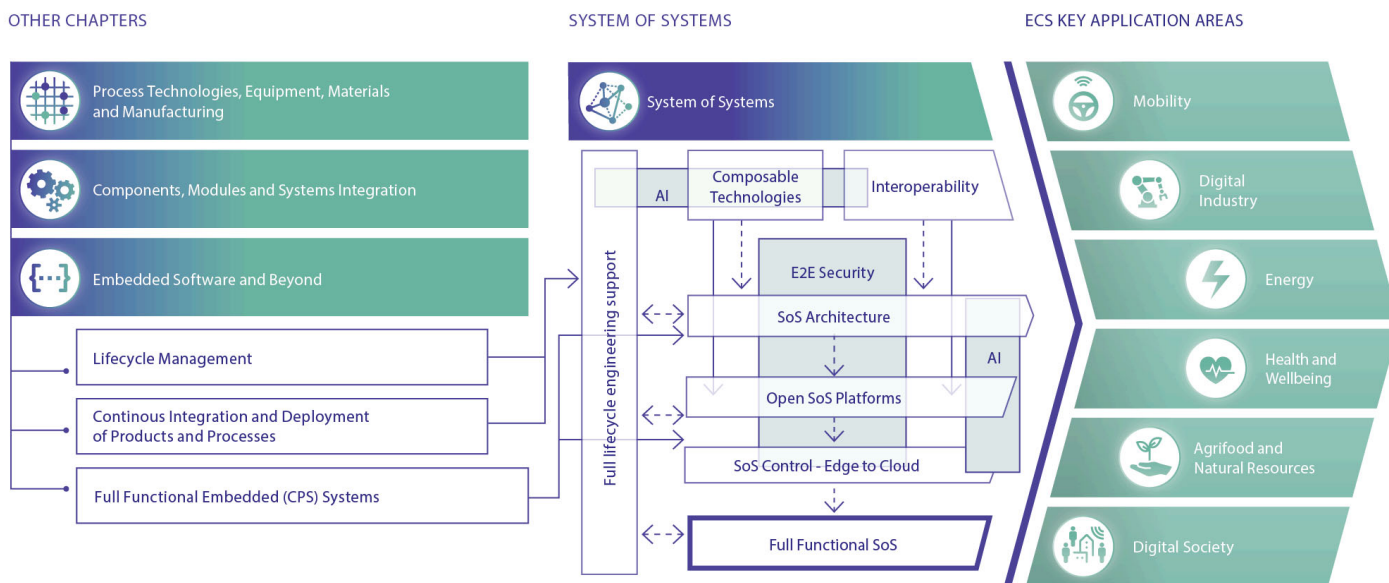 OTHER CHAPTERS
Process Technologies, Equipment, Materials
and Manufacturing
Components, Modules and Systems Integration
Embedded Software and Beyond
Lifecycle Management
Continous Integration and Deployment
of Products and Processes
Full Functional Embedded (CPS) Systems
SYSTEM OF SYSTEMS
System of Systems
Full lifecycle engineering support
AI
Composable
Technologies
Interoperability
E2E Security
SoS Architecture
AI
Open SoS Platforms
SoS Control - Edge to Cloud
Full Functional SoS
ECS KEY APPLICATION AREAS
Mobility
Digital
Industry
Energy
Health and
Wellbeing
Agrifood and
Natural Resources
Digital Society